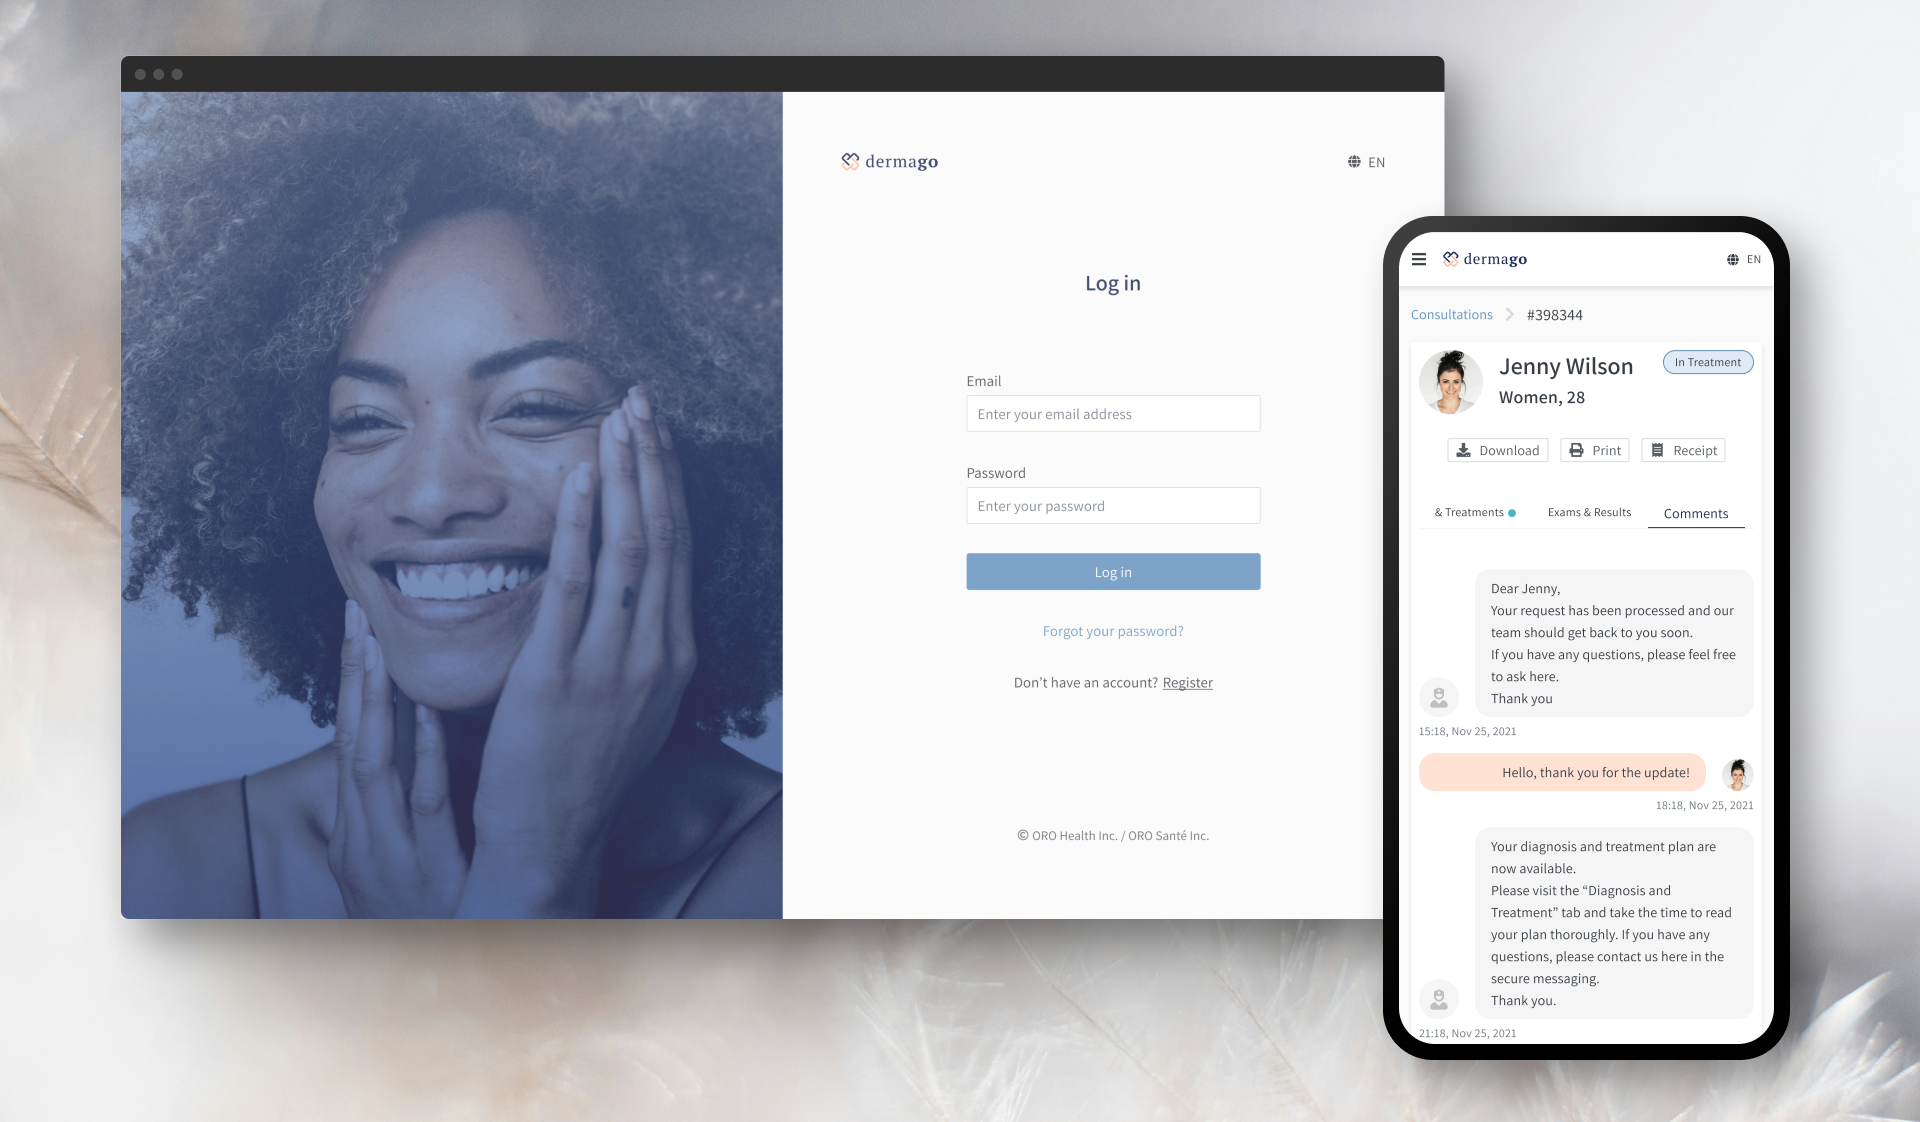 dermago
EN
Log in
Email
Enter your email address
Password
Enter your password
Log in
Forgot your password?
Don't have an account? Register
© ORO Health Inc. / ORO Santé Inc.
dermago
EN
Consultations
#398344
Jenny Wilson
In Treatment
Women, 28
Download
Print
Receipt
& Treatments
Exams & Results
Comments
Dear Jenny,
Your request has been processed and our
team should get back to you soon.
If you have any questions, please feel free
to ask here.
Thank you
15:18, Nov 25, 2021
Hello, thank you for the update!
18:18, Nov 25, 2021
Your diagnosis and treatment plan are
now available.
Please visit the “Diagnosis and
Treatment” tab and take the time to read
your plan thoroughly. If you have any
questions, please contact us here in the
secure messaging.
Thank you.
21:18, Nov 25, 2021